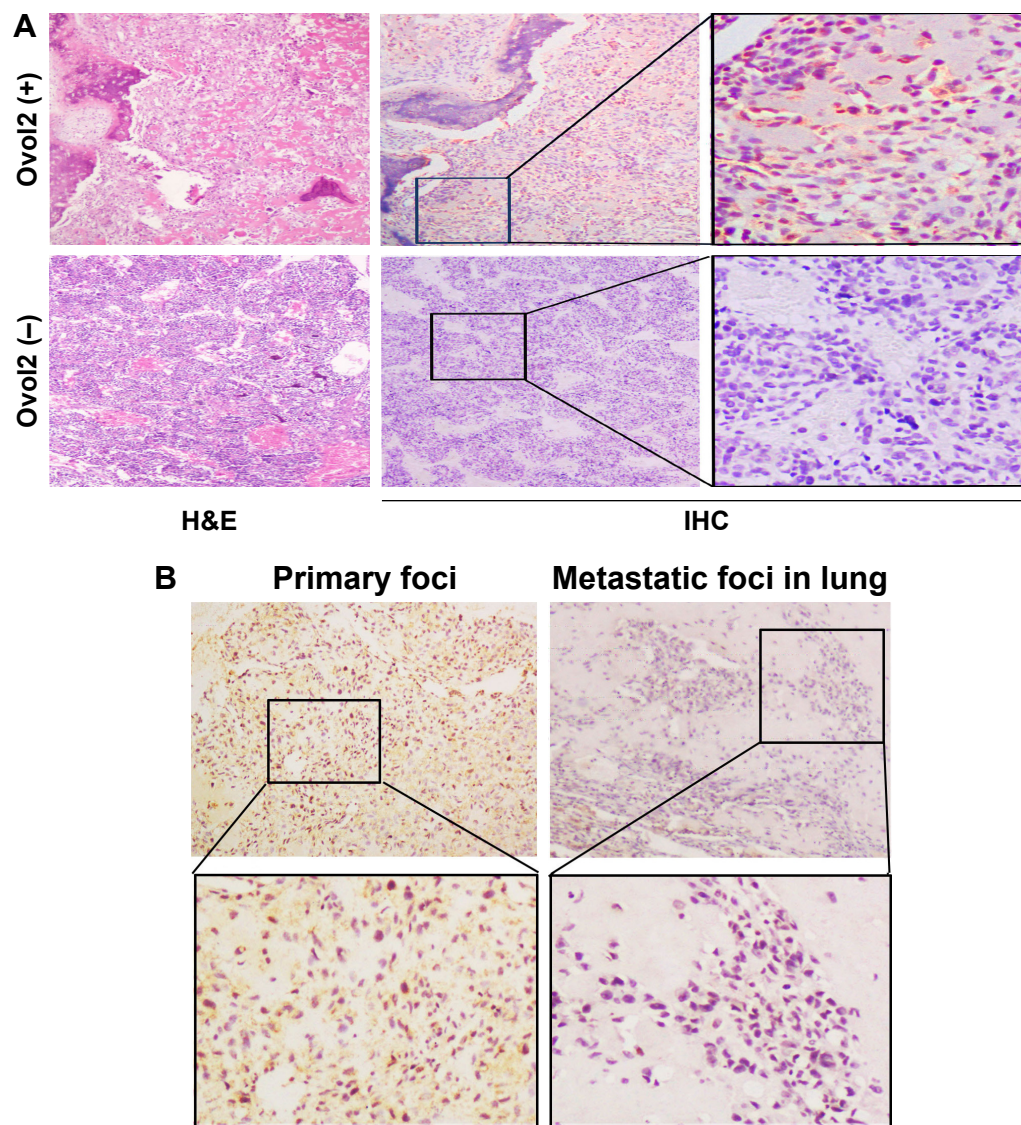 A
Ovol2 (+)
Ovol2 (–)
H&E
IHC
B
Primary foci
Metastatic foci in lung